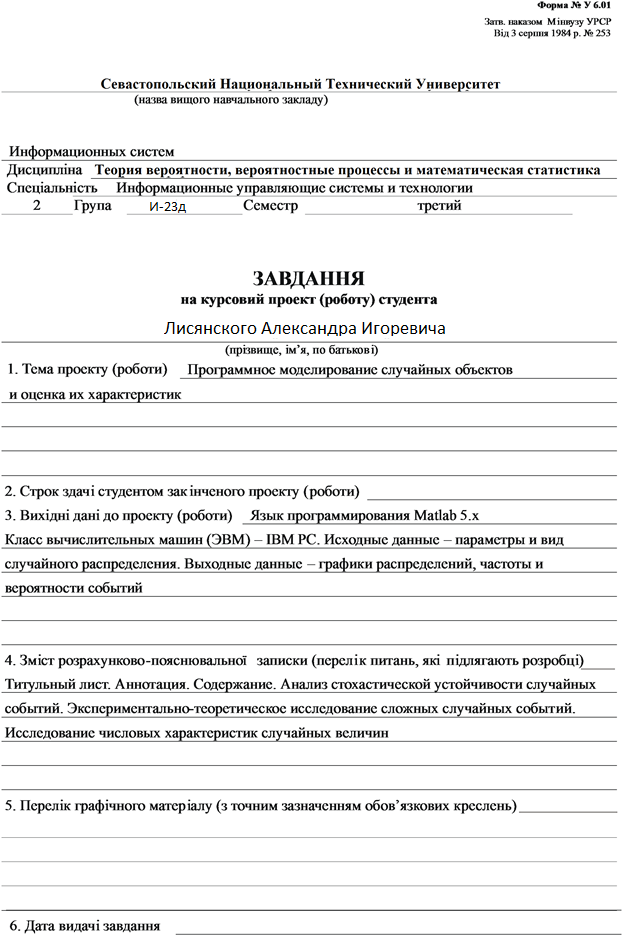 Форма № У 6.01
Затв. наказом Мінвузу УРСР
Від 3 серпня 1984 р. № 253
Севастопольский Национальный Технический Университет
(назва вищого навчального закладу)
Информационных систем
Дисципліна Теория вероятности, вероятностные процессы и математическая статистика
Спеціальність Информационные управляющие системы и технологии
2 Група И-23д Семестр третий
ЗАВДАННЯ
на курсовий проект (роботу) студента
Лисянского Александра Игоревича
(прізвище, ім’я, по батькові)
1. Тема проекту (роботи) Программное моделирование случайных объектов
и оценка их характеристик
2. Строк здачі студентом закінченого проекту (роботи)
3. Вихідні дані до проекту (роботи) Язык программирования Matlab 5.x
Класс вычислительных машин (ЭВМ) – IBM PC. Исходные данные – параметры и вид
случайного распределения. Выходные данные – графики распределений, частоты и
вероятности событий
4. Зміст розрахунково-пояснювальної записки (перелік питань, які підлягають розробці)
Титульный лист. Аннотация. Содержание. Анализ стохастической устойчивости случайных
событий. Экспериментально-теоретическое исследование сложных случайных событий.
Исследование числовых характеристик случайных величин
5. Перелік графічного матеріалу (з точним зазначенням обов’язкових креслень)
6. Дата видачі завдання